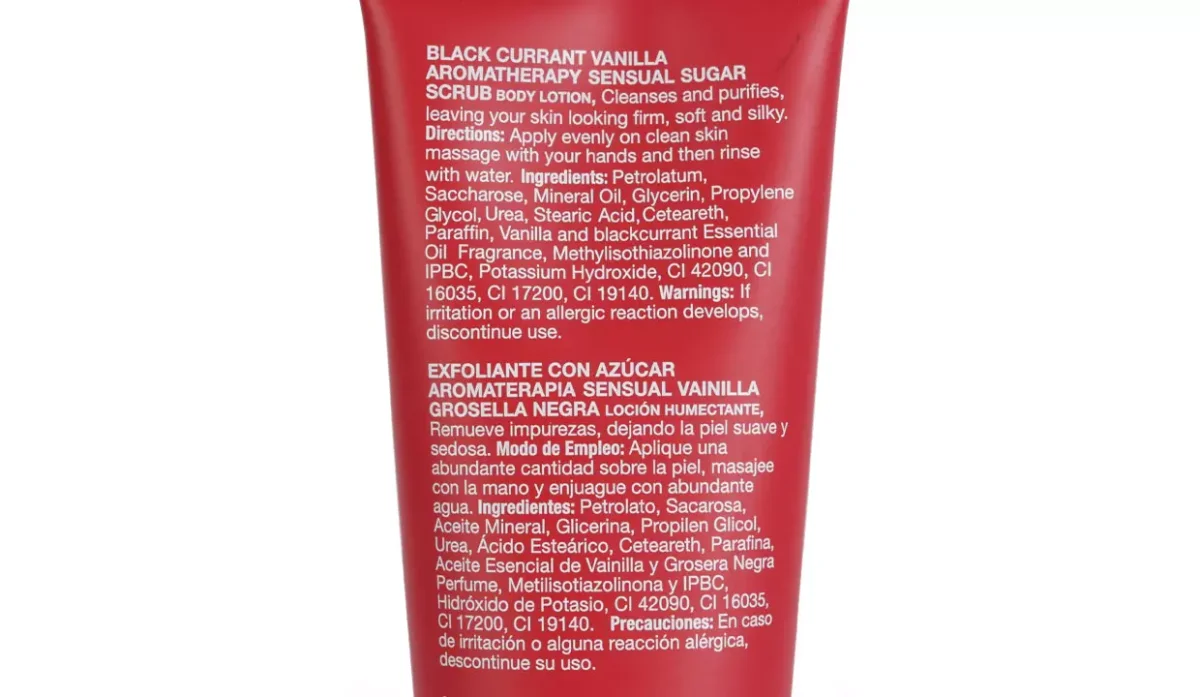 BLACK CURRANT VANILLA
AROMATHERAPY SENSUAL SUGAR
SCRUB BODY LOTION, Cleanses and purifies,
leaving your skin looking firm, soft and silky.
Directions: Apply evenly on clean skin
massage with your hands and then rinse
with water. Ingredients: Petrolatum,
Saccharose, Mineral Oil, Glycerin, Propylene
Glycol, Urea, Stearic Acid, Ceteareth,
Paraffin, Vanilla and blackcurrant Essential
Oil Fragrance, Methylisothiazolinone and
IPBC, Potassium Hydroxide, CI 42090, CI
16035, CI 17200, CI 19140. Warnings: If
irritation or an allergic reaction develops,
discontinue use.
EXFOLIANTE CON AZÚCAR
AROMATERAPIA SENSUAL VAINILLA
GROSELLA NEGRA LOCIÓN HUMECTANTE,
Remueve impurezas, dejando la piel suave y
sedosa. Modo de Empleo: Aplique una
abundante cantidad sobre la piel, masajee
con la mano y enjuague con abundante
agua. Ingredientes: Petrolato, Sacarosa,
Aceite Mineral, Glicerina, Propilen Glicol,
Urea, Ácido Esteárico, Ceteareth, Parafina,
Aceite Esencial de Vainilla y Grosera Negra
Perfume, Metilisotiazolinona y IPBC,
Hidróxido de Potasio, CI 42090, CI 16035,
CI 17200, CI 19140. Precauciones: En caso
de irritación o alguna reacción alérgica,
descontinue su uso.